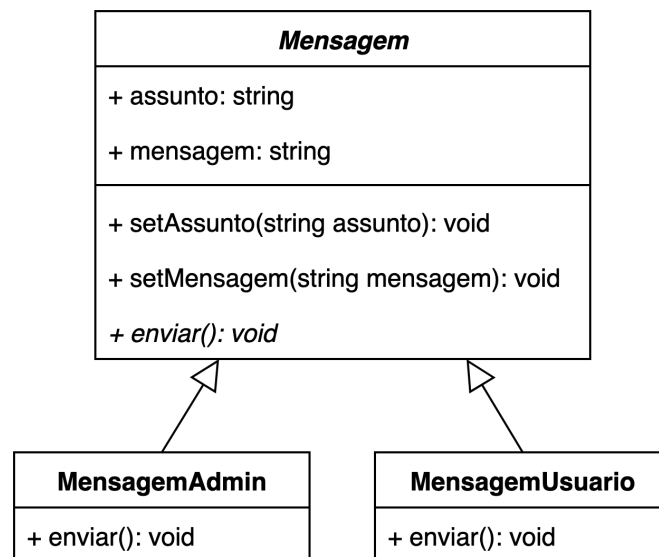 Mensagem
+ assunto: string
+ mensagem: string
+ setAssunto(string assunto): void
+ setMensagem(string mensagem): void
+ enviar(): void
MensagemAdmin
+ enviar(): void
MensagemUsuario
+ enviar(): void